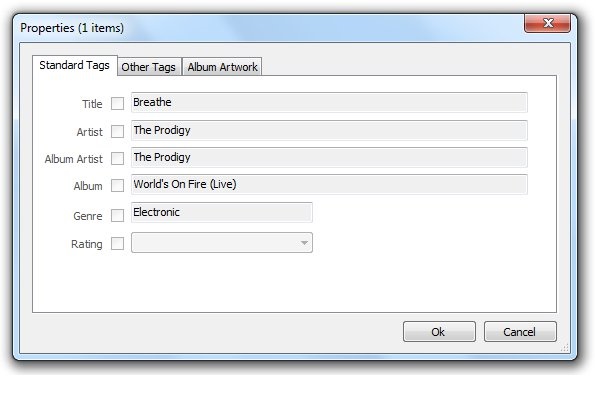 Properties (1 items)
Standard Tags Other Tags Album Artwork
Title Breathe
Artist The Prodigy
Album Artist The Prodigy
Album World's On Fire (Live)
Genre Electronic
Rating
Ok Cancel